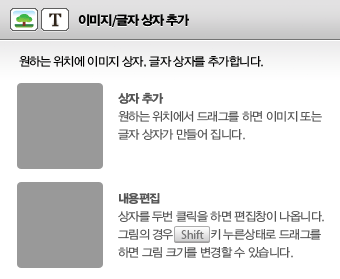 T 이미지/글자 상자 추가
원하는 위치에 이미지 상자, 글자 상자를 추가합니다.
상자 추가
원하는 위치에서 드래그를 하면 이미지 또는
글자 상자가 만들어 집니다.
내용편집
상자를 두번 클릭을 하면 편집창이 나옵니다.
그림의 경우 Shift 키 누른상태로 드래그를
하면 그림 크기를 변경할 수 있습니다.